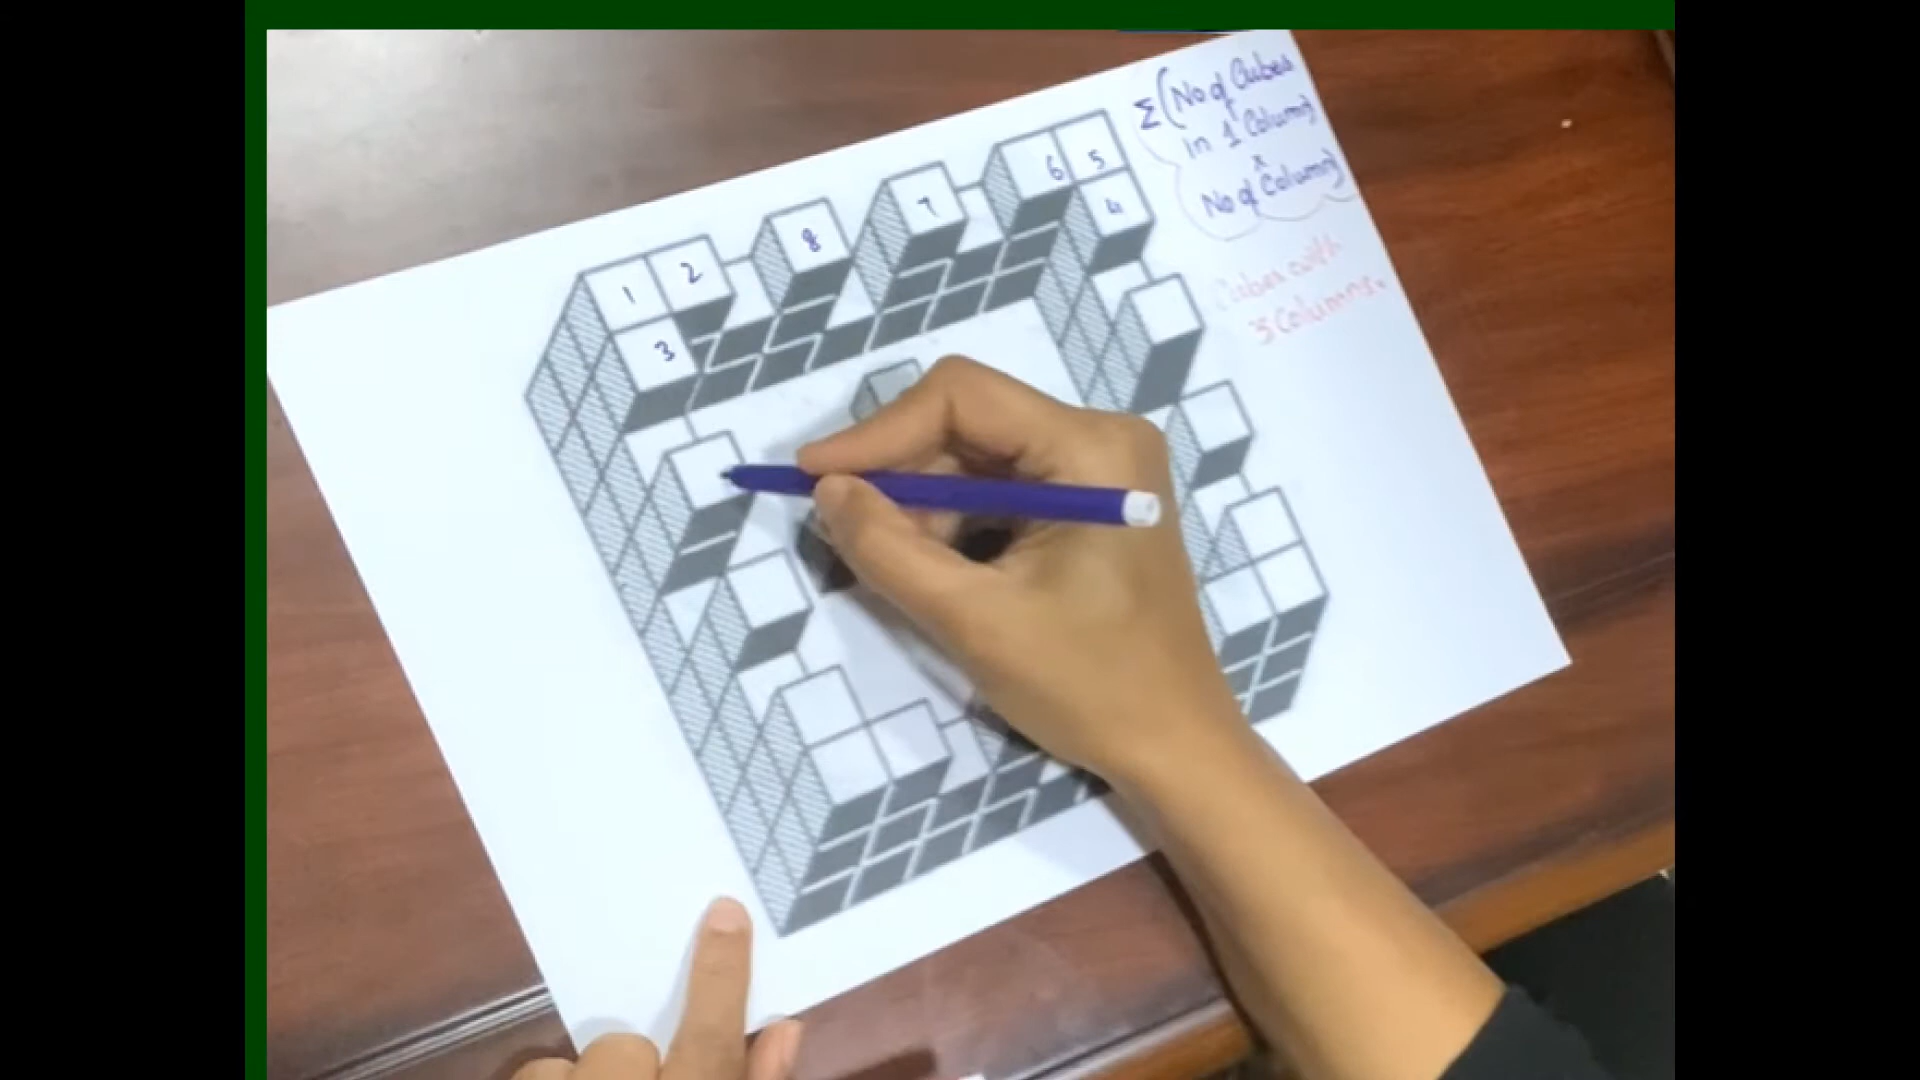 Σ(No of Cubes
in 1 Column)
x
No of Column)
Cubes with
3 Columns.
6 5
4
7
8
2
1
3